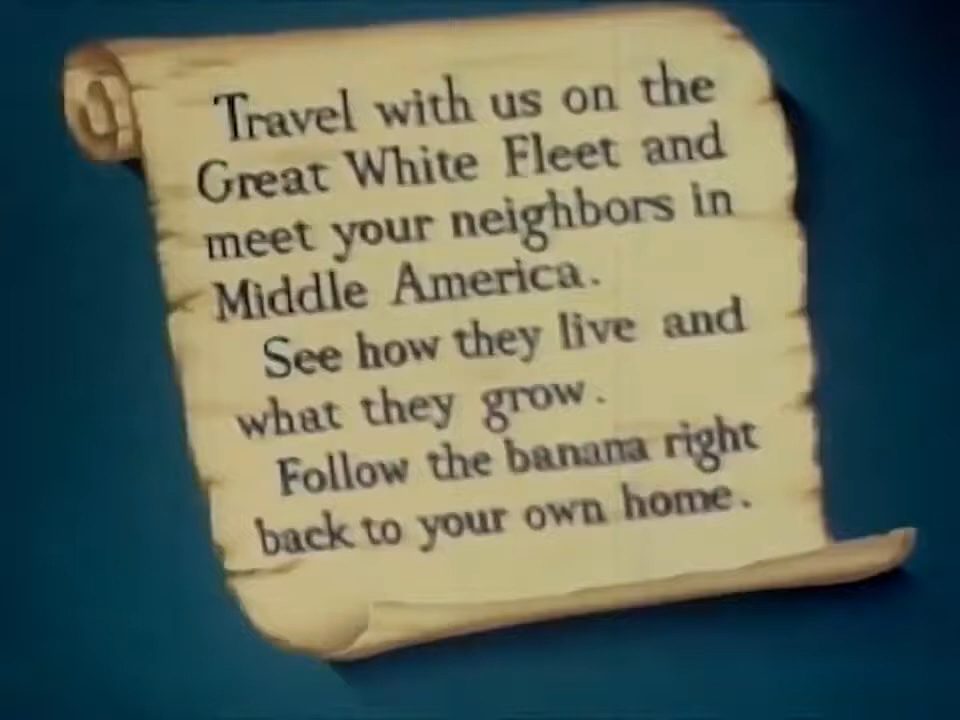 Travel with us on the
Great White Fleet and
meet your neighbors in
Middle America.
See how they live and
what they grow.
Follow the banana right
back to your own home.